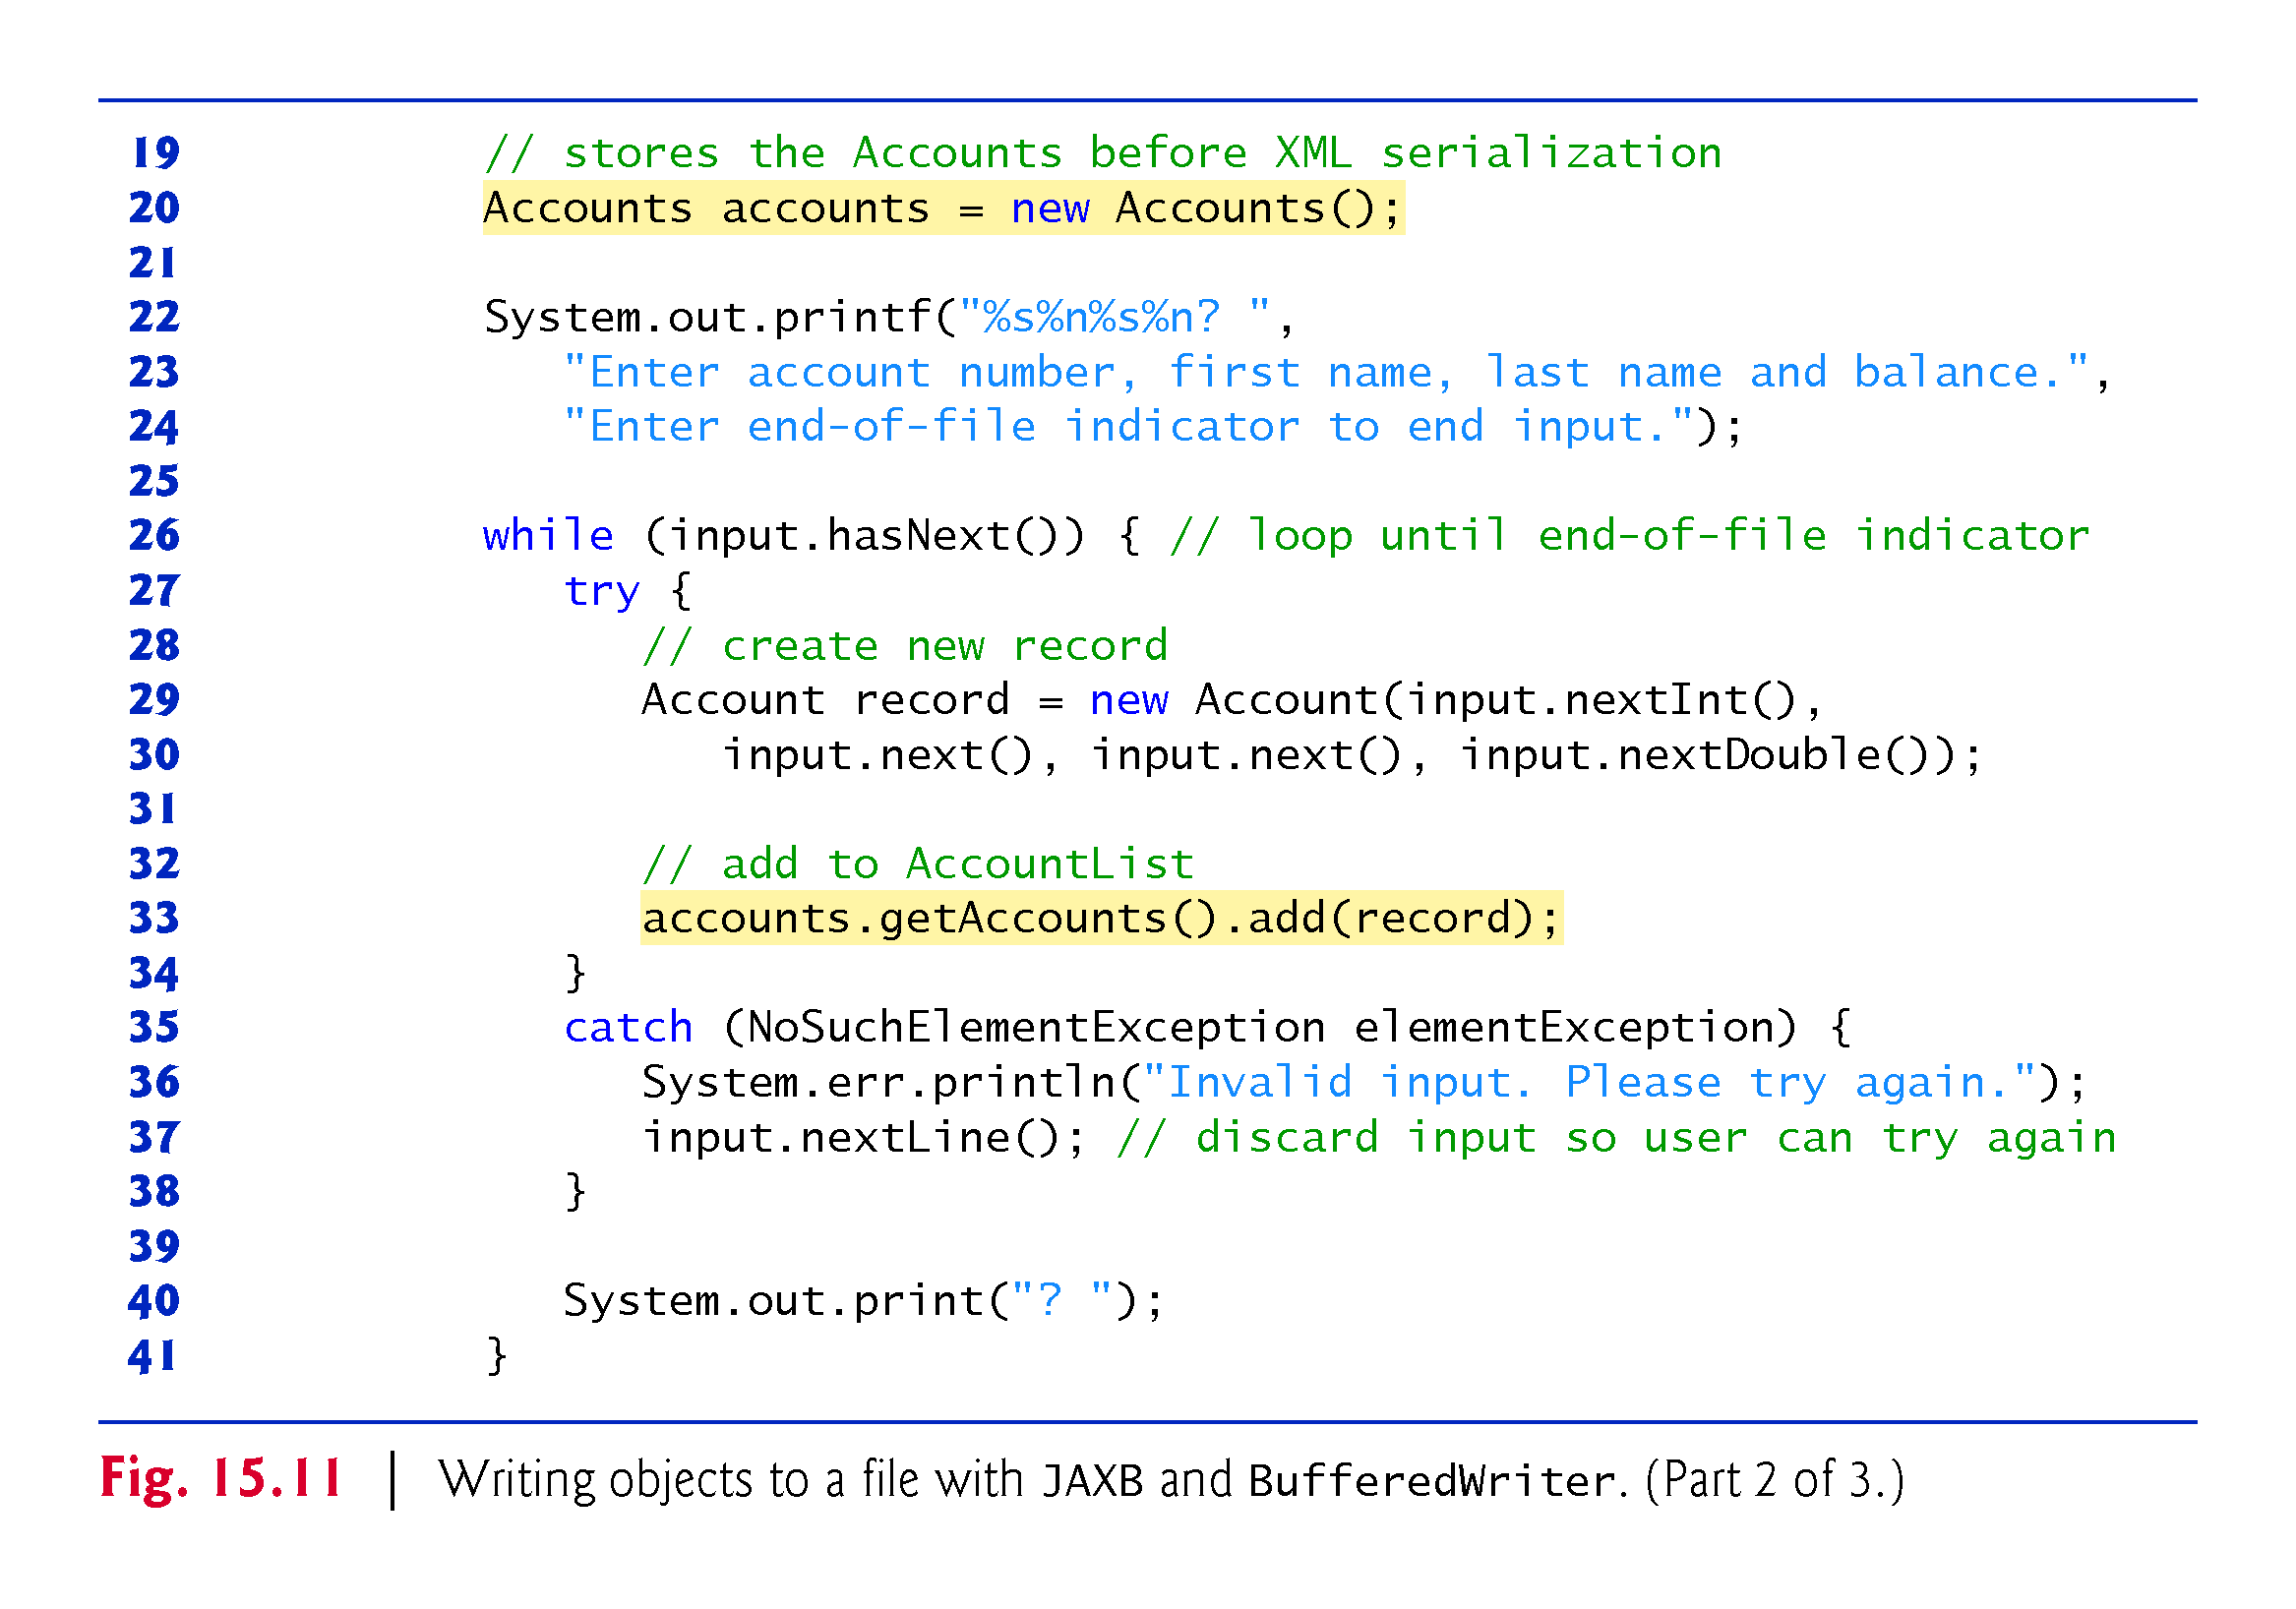 19 // stores the Accounts before XML serialization
20 Accounts accounts = new Accounts();
21
22 System.out.printf("%s%n%s%n? ",
23    "Enter account number, first name, last name and balance.",
24    "Enter end-of-file indicator to end input.");
25
26 while (input.hasNext()) { // loop until end-of-file indicator
27    try {
28       // create new record
29       Account record = new Account(input.nextInt(),
30          input.next(), input.next(), input.nextDouble());
31
32       // add to AccountList
33       accounts.getAccounts().add(record);
34    }
35    catch (NoSuchElementException elementException) {
36       System.err.println("Invalid input. Please try again.");
37       input.nextLine(); // discard input so user can try again
38    }
39
40    System.out.print("? ");
41 }
Fig. 15.11 | Writing objects to a file with JAXB and BufferedWriter. (Part 2 of 3.)